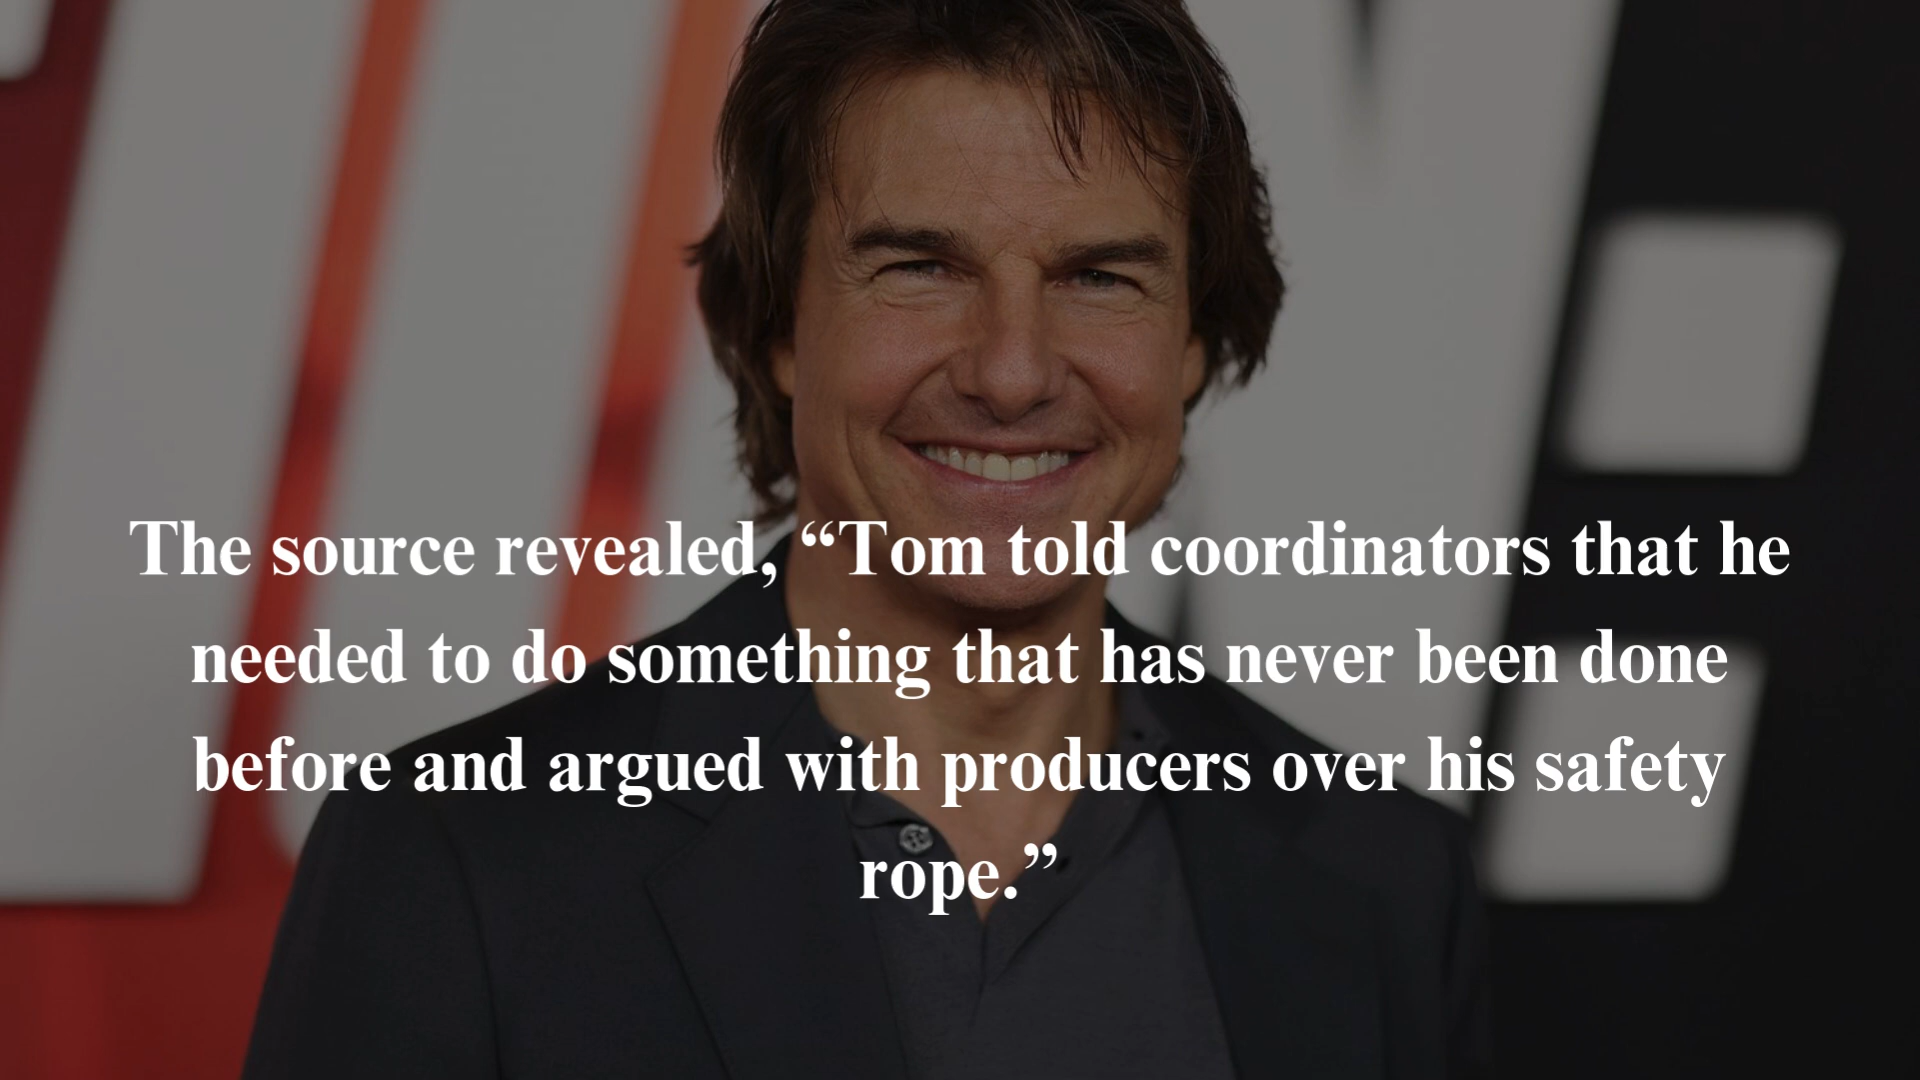 The source revealed, “Tom told coordinators that he
needed to do something that has never been done
before and argued with producers over his safety
rope.”